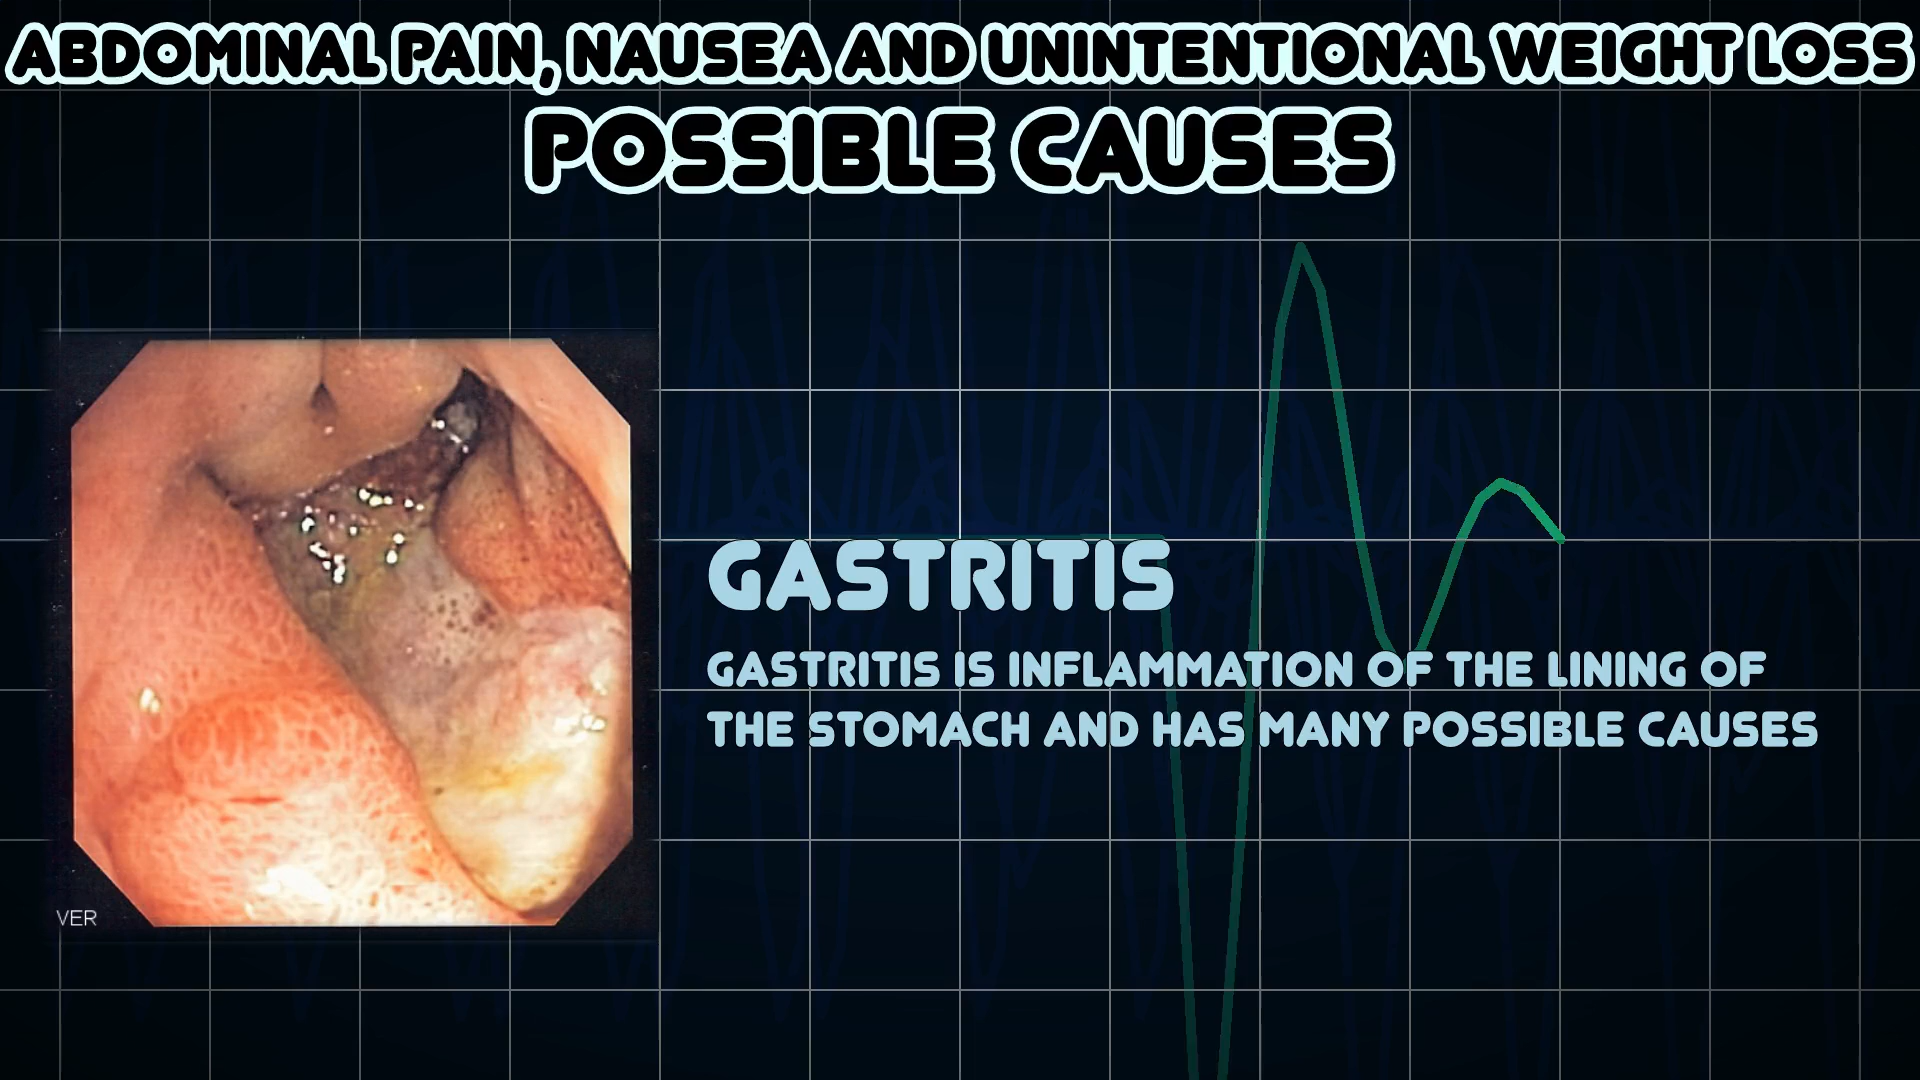 ABDOMINAL PAIN, NAUSEA AND UNINTENTIONAL WEIGHT LOSS
POSSIBLE CAUSES
GASTRITIS
GASTRITIS IS INFLAMMATION OF THE LINING OF
THE STOMACH AND HAS MANY POSSIBLE CAUSES
VER